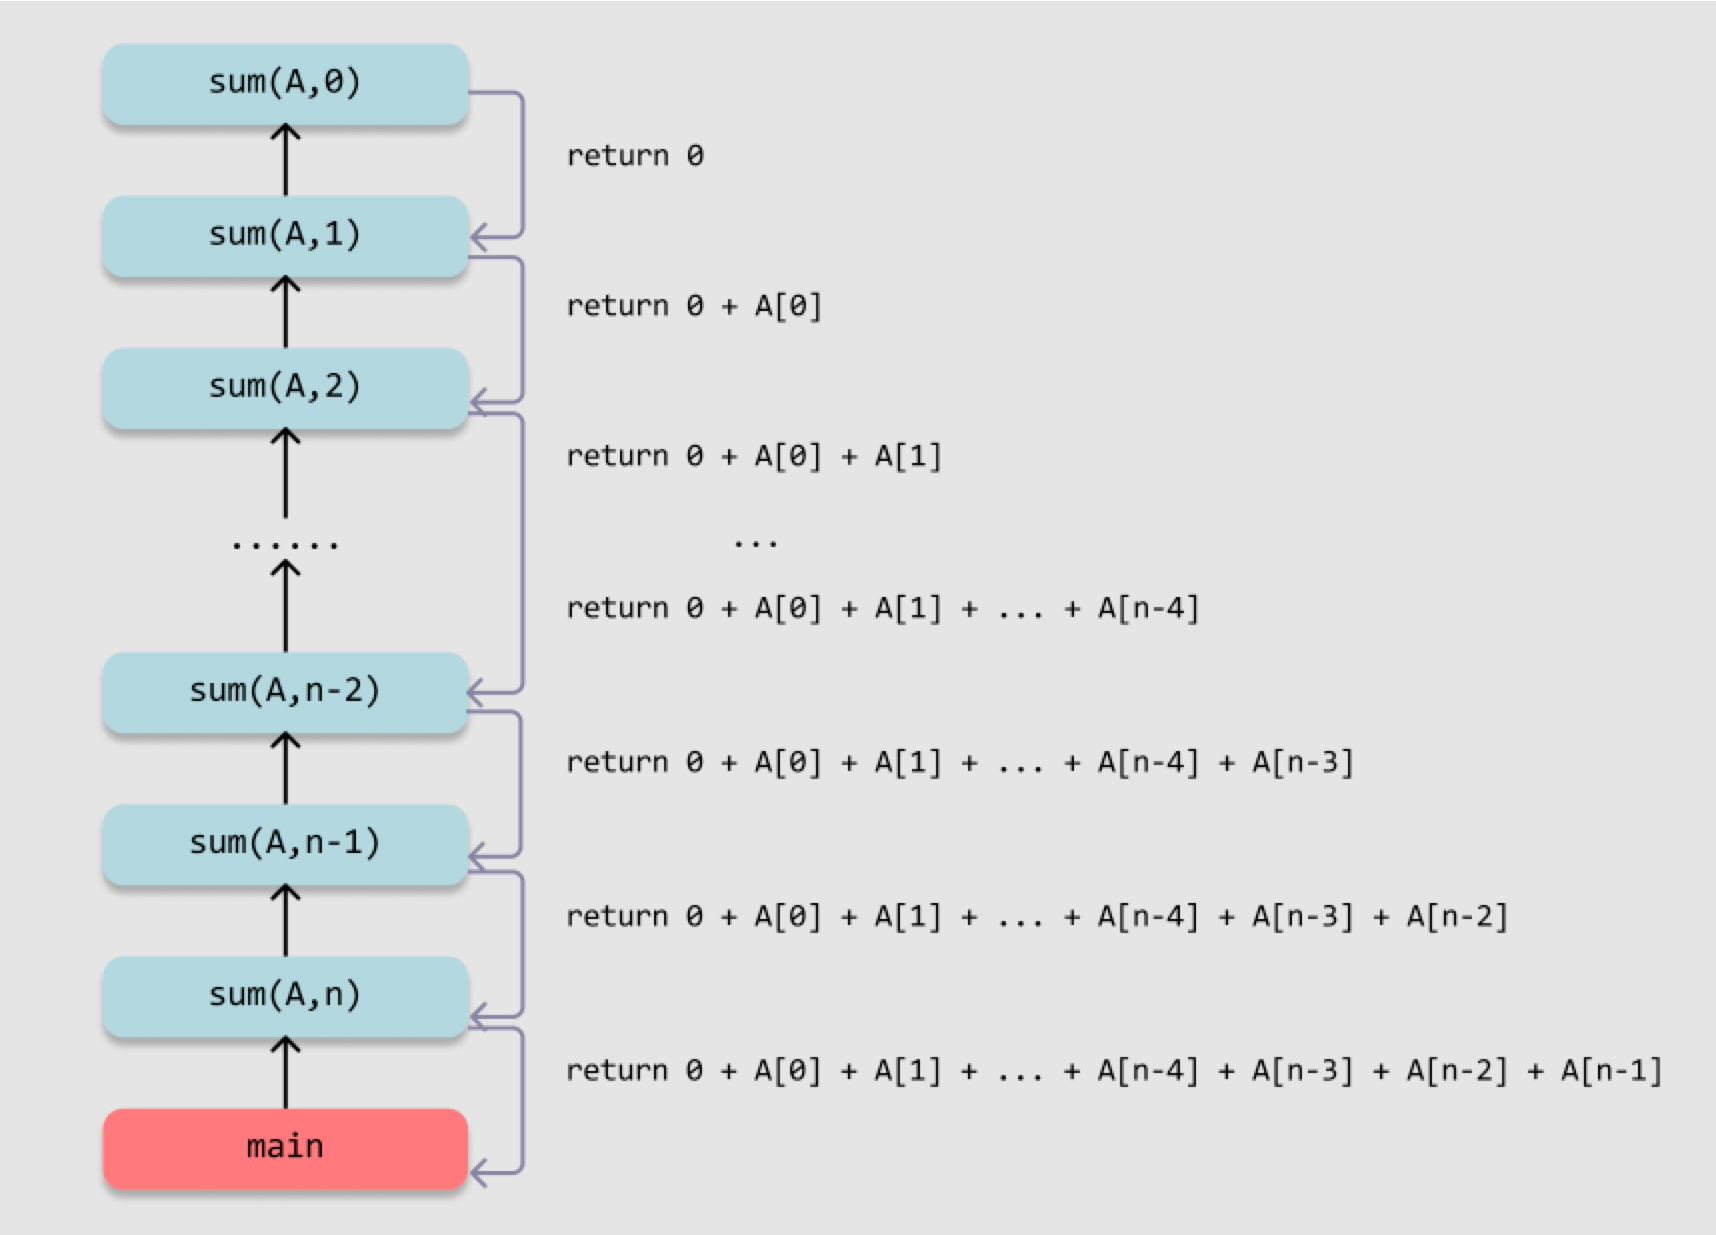 sum(A,0)
return 0
sum(A,1)
return 0 + A[0]
sum(A,2)
return 0 + A[0] + A[1]
......
...
return 0 + A[0] + A[1] + ... + A[n-4]
sum(A,n-2)
return 0 + A[0] + A[1] + ... + A[n-4] + A[n-3]
sum(A,n-1)
return 0 + A[0] + A[1] + ... + A[n-4] + A[n-3] + A[n-2]
sum(A,n)
return 0 + A[0] + A[1] + ... + A[n-4] + A[n-3] + A[n-2] + A[n-1]
main